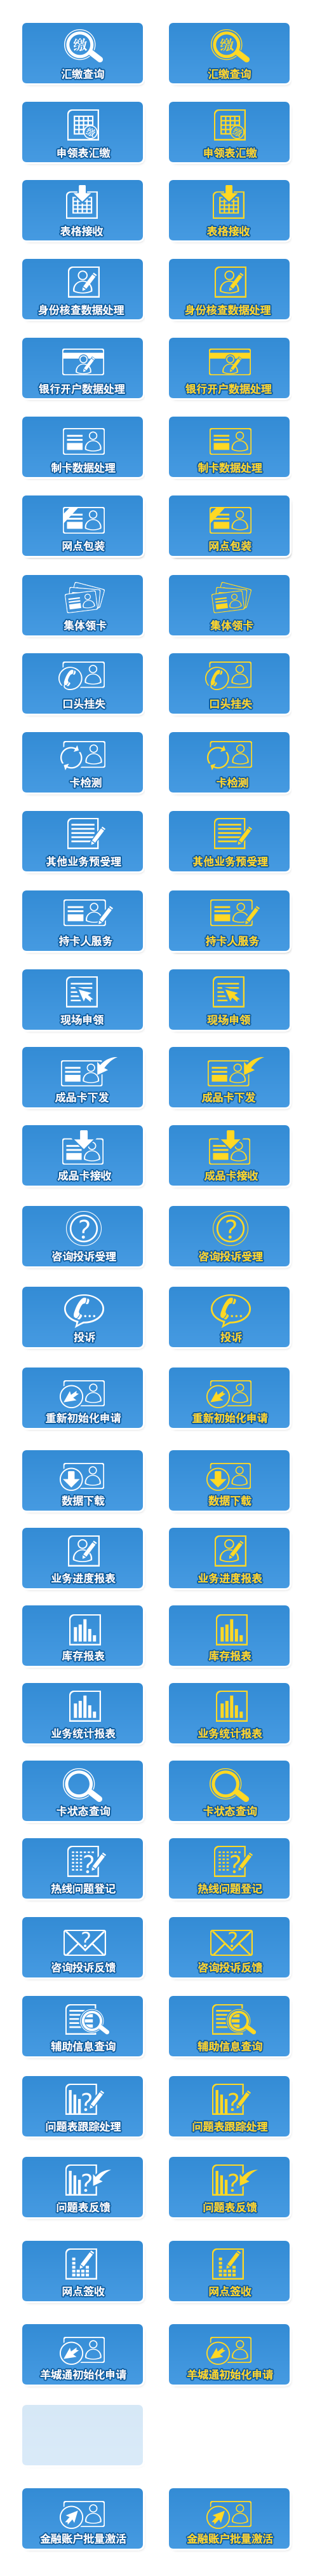 缴 缴
汇缴查询 汇缴查询
缴 缴
申领表汇缴 申领表汇缴
表格接收 表格接收
身份核查数据处理 身份核查数据处理
银行开户数据处理 银行开户数据处理
制卡数据处理 制卡数据处理
网点包装 网点包装
集体领卡 集体领卡
口头挂失 口头挂失
卡检测 卡检测
其他业务预受理 其他业务预受理
持卡人服务 持卡人服务
现场申领 现场申领
成品卡下发 成品卡下发
成品卡接收 成品卡接收
? ?
咨询投诉受理 咨询投诉受理
投诉 投诉
重新初始化申请 重新初始化申请
数据下载 数据下载
业务进度报表 业务进度报表
库存报表 库存报表
业务统计报表 业务统计报表
卡状态查询 卡状态查询
? ?
热线问题登记 热线问题登记
? ?
咨询投诉反馈 咨询投诉反馈
辅助信息查询 辅助信息查询
? ?
问题表跟踪处理 问题表跟踪处理
? ?
问题表反馈 问题表反馈
网点签收 网点签收
羊城通初始化申请 羊城通初始化申请
金融账户批量激活 金融账户批量激活